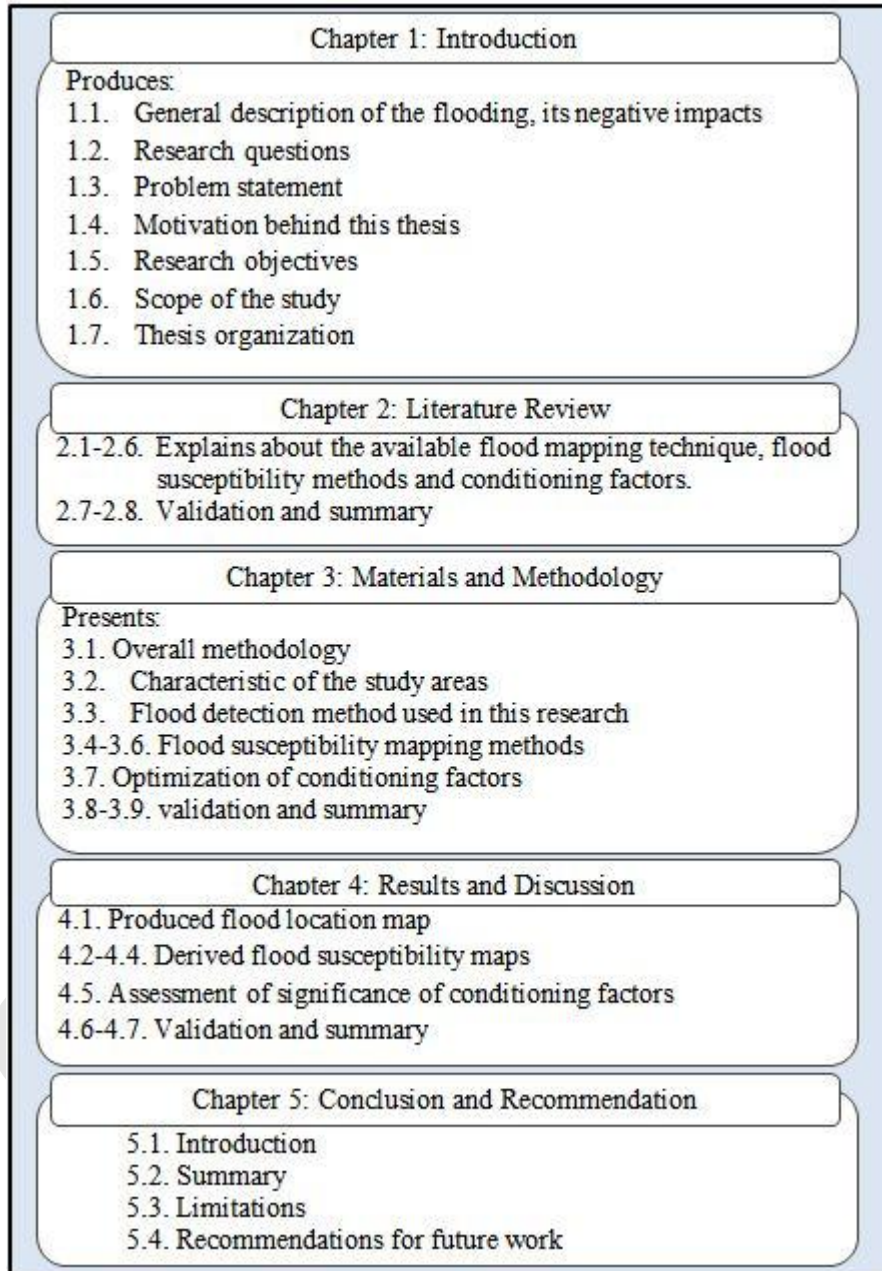 Chapter 1: Introduction
Produces:
1.1. General description of the flooding, its negative impacts
1.2. Research questions
1.3. Problem statement
1.4. Motivation behind this thesis
1.5. Research objectives
1.6. Scope of the study
1.7. Thesis organization
Chapter 2: Literature Review
2.1-2.6. Explains about the available flood mapping technique, flood
susceptibility methods and conditioning factors.
2.7-2.8. Validation and summary
Chapter 3: Materials and Methodology
Presents:
3.1. Overall methodology
3.2. Characteristic of the study areas
3.3. Flood detection method used in this research
3.4-3.6. Flood susceptibility mapping methods
3.7. Optimization of conditioning factors
3.8-3.9. validation and summary
Chapter 4: Results and Discussion
4.1. Produced flood location map
4.2-4.4. Derived flood susceptibility maps
4.5. Assessment of significance of conditioning factors
4.6-4.7. Validation and summary
Chapter 5: Conclusion and Recommendation
5.1. Introduction
5.2. Summary
5.3. Limitations
5.4. Recommendations for future work